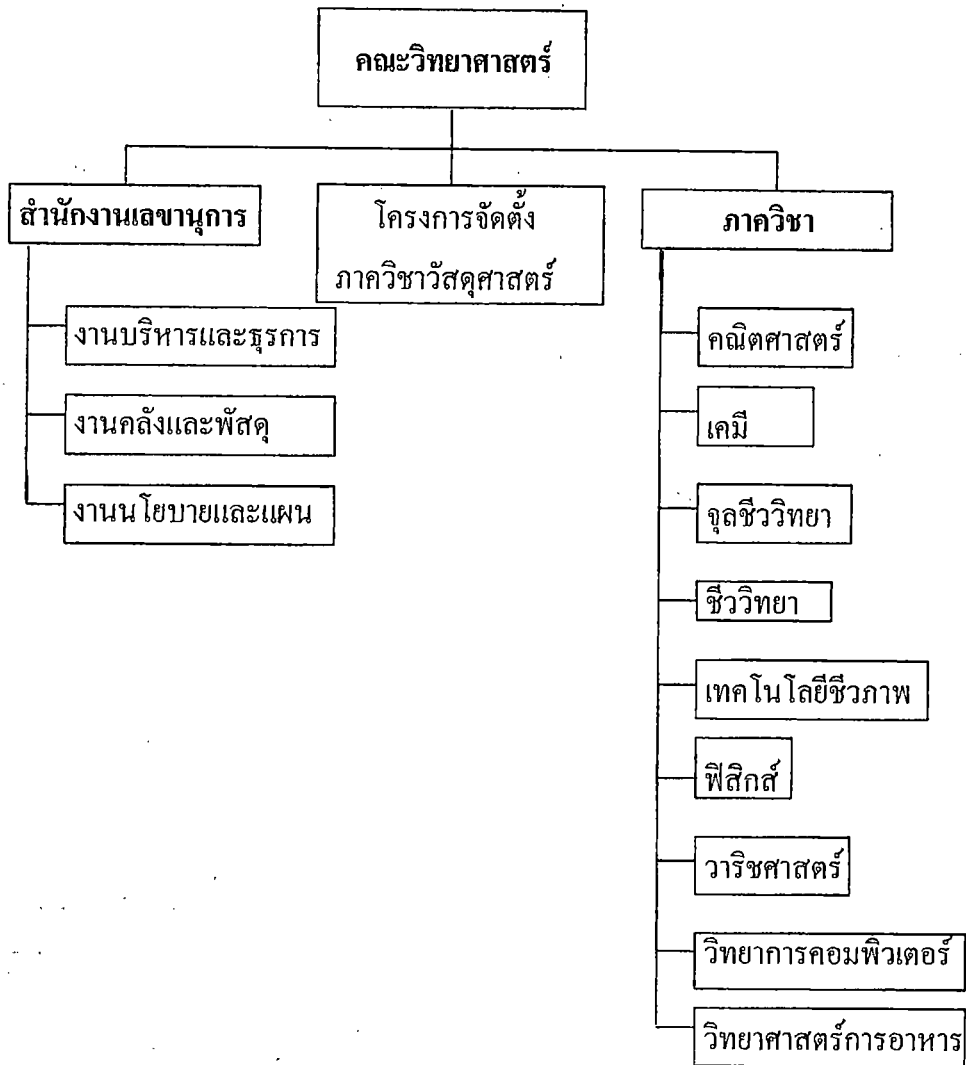 คณะวิทยาศาสตร์
สำนักงานเลขานุการ
งานบริหารและธุรการ
งานคลังและพัสดุ
งานนโยบายและแผน
โครงการจัดตั้ง
ภาควิชาวัสดุศาสตร์
ภาควิชา
คณิตศาสตร์
เคมี
จุลชีววิทยา
ชีววิทยา
เทคโนโลยีชีวภาพ
ฟิสิกส์
วาริชศาสตร์
วิทยาการคอมพิวเตอร์
วิทยาศาสตร์การอาหาร